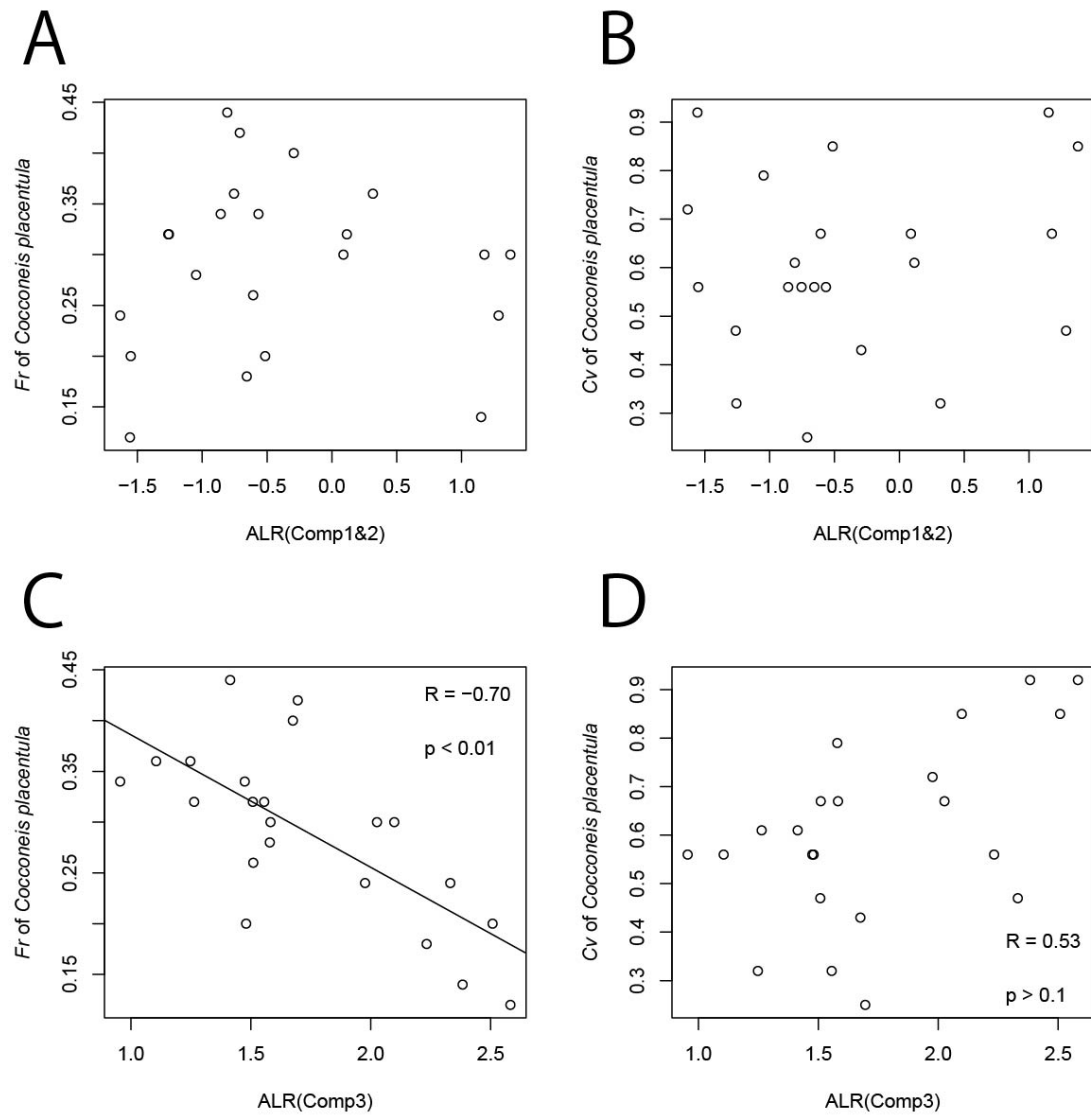 A
Fr of Cocconeis placentula
0.15 0.25 0.35 0.45
−1.5 −1.0 −0.5 0.0 0.5 1.0
ALR(Comp1&2)
B
Cv of Cocconeis placentula
0.3 0.4 0.5 0.6 0.7 0.8 0.9
−1.5 −1.0 −0.5 0.0 0.5 1.0
ALR(Comp1&2)
C
Fr of Cocconeis placentula
0.15 0.25 0.35 0.45
R = −0.70
p < 0.01
1.0 1.5 2.0 2.5
ALR(Comp3)
D
Cv of Cocconeis placentula
0.3 0.4 0.5 0.6 0.7 0.8 0.9
R = 0.53
p > 0.1
1.0 1.5 2.0 2.5
ALR(Comp3)